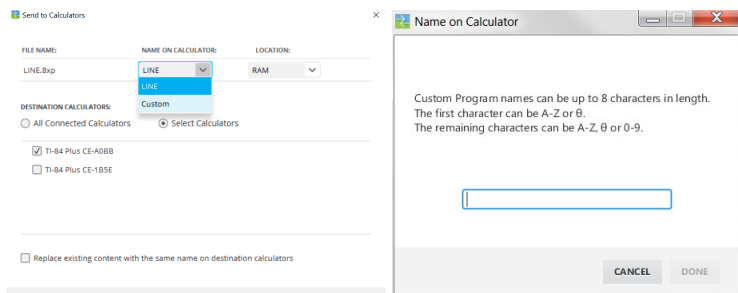 Send to Calculators
FILE NAME: NAME ON CALCULATOR: LOCATION:
LINE.8xp LINE RAM
LINE
Custom
DESTINATION CALCULATORS:
All Connected Calculators Select Calculators
TI-84 Plus CE-A0BB
TI-84 Plus CE-1B5E
Replace existing content with the same name on destination calculators
Name on Calculator
Custom Program names can be up to 8 characters in length.
The first character can be A-Z or θ.
The remaining characters can be A-Z, θ or 0-9.
CANCEL DONE